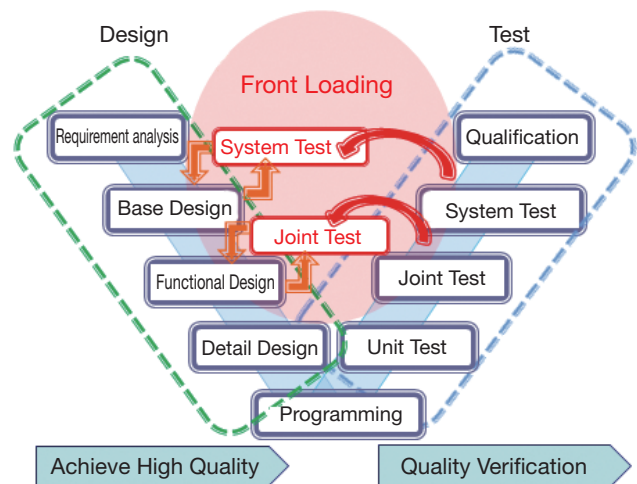 Design
Test
Front Loading
Requirement analysis
System Test
Qualification
Base Design
System Test
Joint Test
Functional Design
Joint Test
Detail Design
Unit Test
Programming
Achieve High Quality
Quality Verification